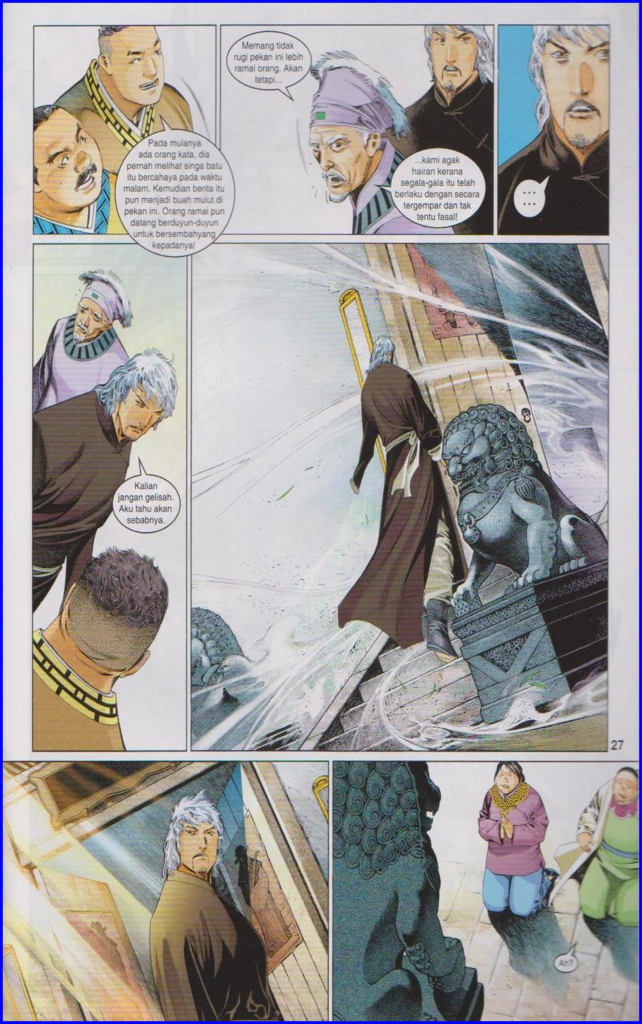 Pada mulanya
ada orang kata, dia
pernah melihat singa batu
itu bercahaya pada waktu
malam. Kemudian berita itu
pun menjadi buah mulut di
pekan ini. Orang ramai pun
datang berduyun-duyun
untuk bersembahyang
kepadanya!
Memang tidak
rugi pekan ini lebih
ramai orang. Akan
tetapi...
...kami agak
hairan kerana
segala-gala itu telah
berlaku dengan secara
tergempar dan tak
tentu fasal!
...
...
Kalian
jangan gelisah.
Aku tahu akan
sebabnya.
27